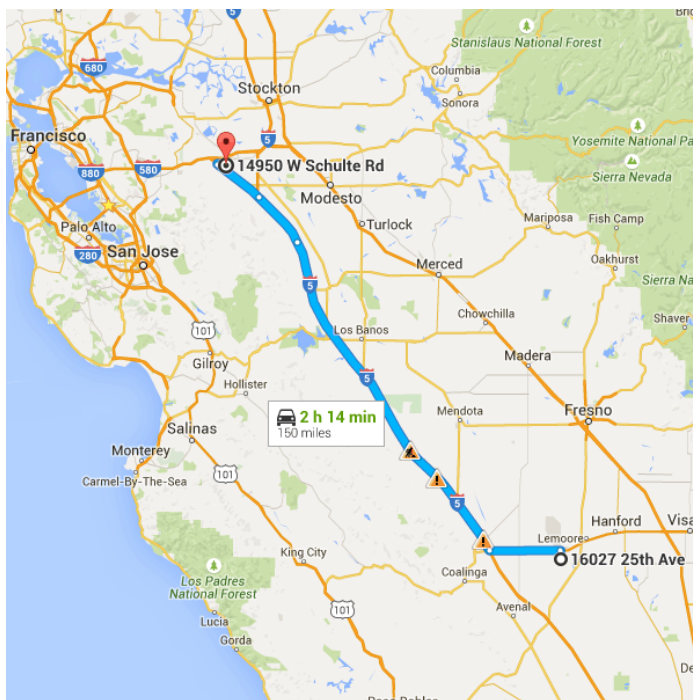 Stanislaus National Forest
680
Columbia
Stockton
Sonora
Francisco
5
Yosemite National Pa
880
580
14950 W Schulte Rd
Sierra Nevada
Modesto
Palo Alto
Turlock
Mariposa
Fish Camp
280
San Jose
Oakhurst
Merced
Sierra Na
5
101
Chowchilla
Shaver
Los Banos
Gilroy
Madera
Hollister
5
2 h 14 min
150 miles
Mendota
Fresno
Salinas
Monterey
Carmel-By-The-Sea
101
5
Hanford
Visa
Lemoore
King City
16027 25th Ave
Coalinga
Los Padres
National Forest
101
Avenal
Lucia
Gorda